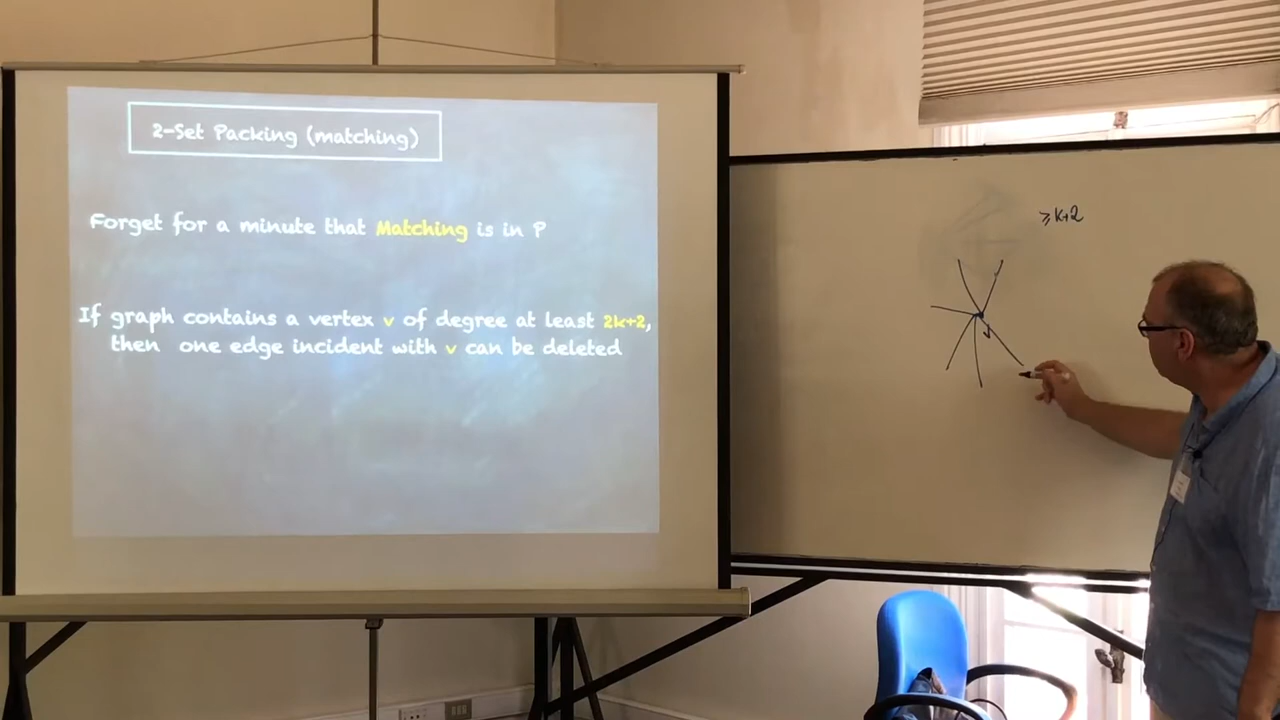 2-Set Packing (matching)
Forget for a minute that Matching is in P
If graph contains a vertex v of degree at least 2k+2,
then one edge incident with v can be deleted
≥k+2
v